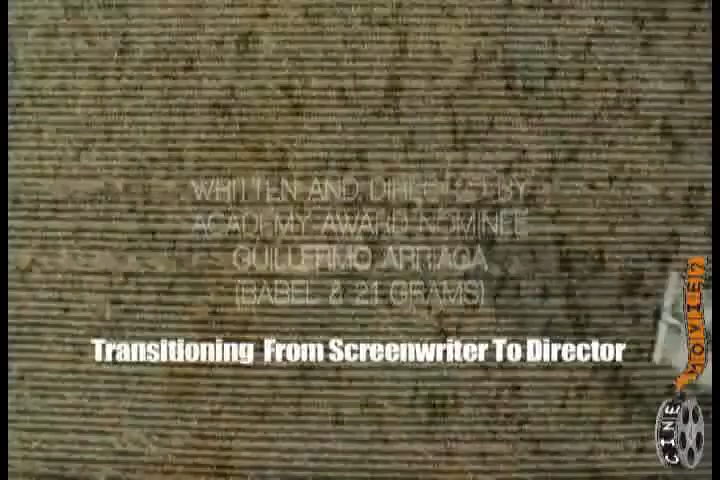 WRITTEN AND DIRECTED BY
ACADEMY AWARD NOMINEE
GUILLERMO ARRIAGA
(BABEL & 21 GRAMS)
Transitioning From Screenwriter To Director
CINE
MOVIE?